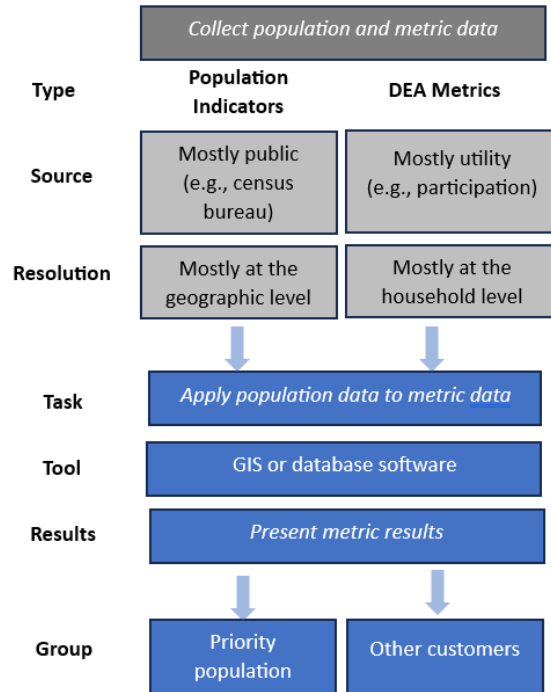 Collect population and metric data
Type
Population
Indicators
DEA Metrics
Source
Mostly public
(e.g., census
bureau)
Mostly utility
(e.g., participation)
Resolution
Mostly at the
geographic level
Mostly at the
household level
Task
Apply population data to metric data
Tool
GIS or database software
Results
Present metric results
Group
Priority
population
Other customers